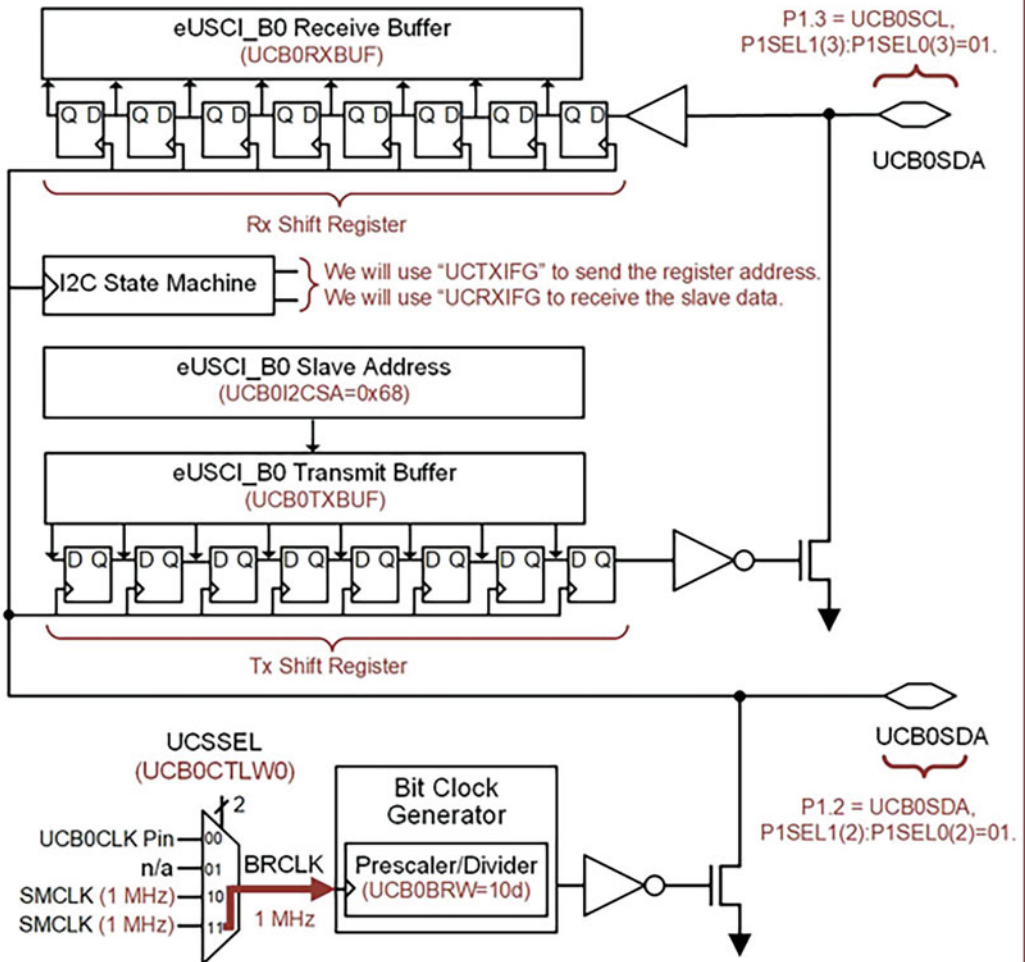 eUSCI_B0 Receive Buffer
(UCB0RXBUF)
P1.3 = UCB0SCL,
P1SEL1(3):P1SEL0(3)=01.
Q D Q D Q D Q D Q D Q D Q D Q D
UCB0SDA
Rx Shift Register
I2C State Machine
We will use "UCTXIFG" to send the register address.
We will use "UCRXIFG to receive the slave data.
eUSCI_B0 Slave Address
(UCB0I2CSA=0x68)
eUSCI_B0 Transmit Buffer
(UCB0TXBUF)
D Q D Q D Q D Q D Q D Q D Q D Q
Tx Shift Register
UCB0SDA
P1.2 = UCB0SDA,
P1SEL1(2):P1SEL0(2)=01.
UCSSEL
(UCB0CTLW0)
2
UCB0CLK Pin 00
n/a 01
SMCLK (1 MHz) 10
SMCLK (1 MHz) 11
BRCLK
1 MHz
Bit Clock
Generator
Prescaler/Divider
(UCB0BRW=10d)